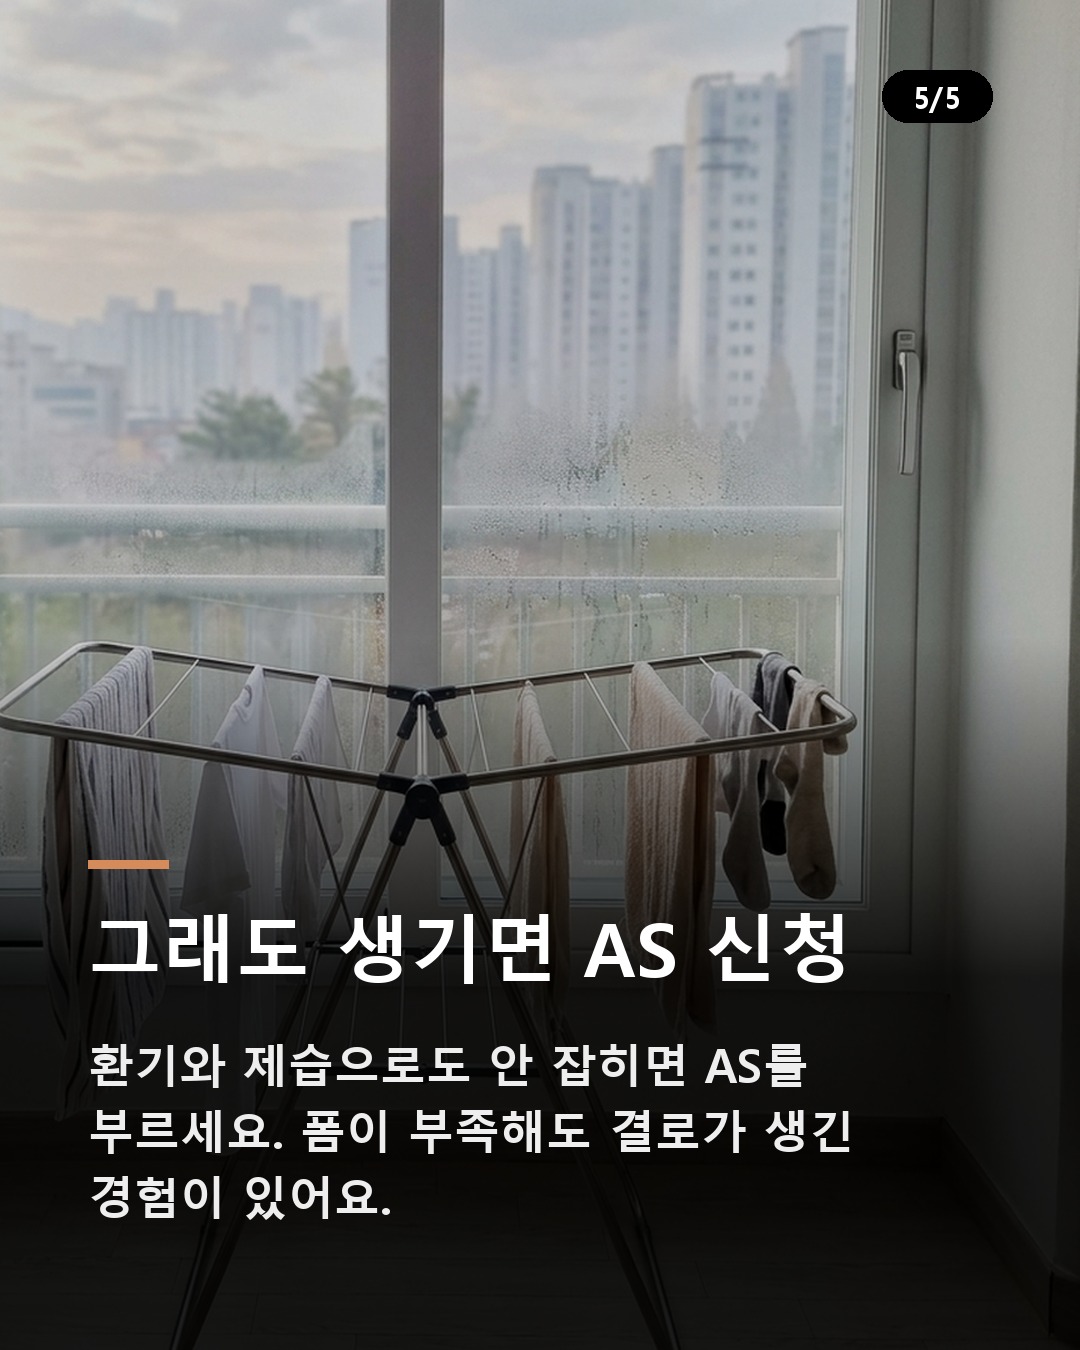 5/5
그래도 생기면 AS 신청
환기와 제습으로도 안 잡히면 AS를
부르세요. 폼이 부족해도 결로가 생긴
경험이 있어요.